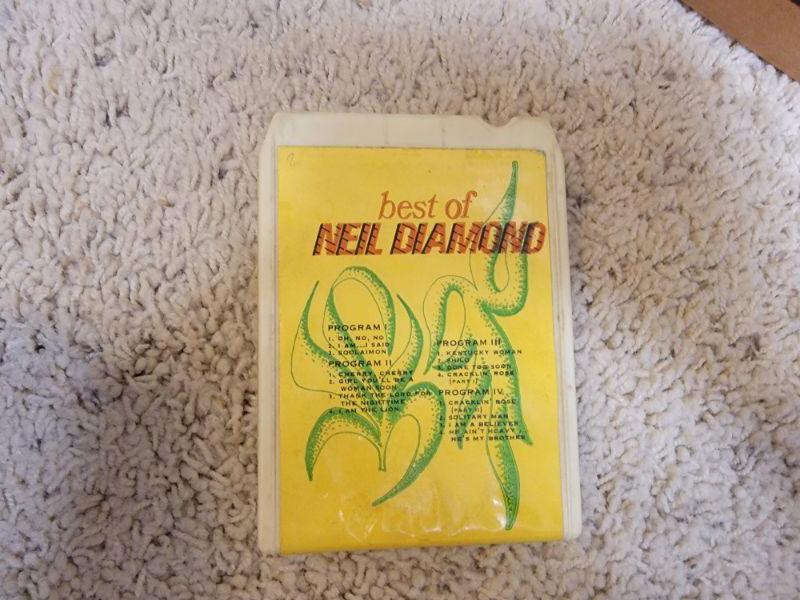 best of
NEIL DIAMOND
PROGRAM I
1. OH, NO, NO
2. I AM...I SAID
3. SOOLAIMON
PROGRAM II
1. CHERRY, CHERRY
2. GIRL YOU'LL BE A
WOMAN SOON
3. THANK THE LORD FOR
THE NIGHTTIME
4. I AM THE LION
PROGRAM III
1. KENTUCKY WOMAN
2. SHILO
3. DONE TOO SOON
4. CRACKLIN' ROSE
(PART I)
PROGRAM IV
1. CRACKLIN' ROSE
(PART II)
2. SOLITARY MAN
3. I AM A BELIEVER
4. HE AIN'T HEAVY,
HE'S MY BROTHER